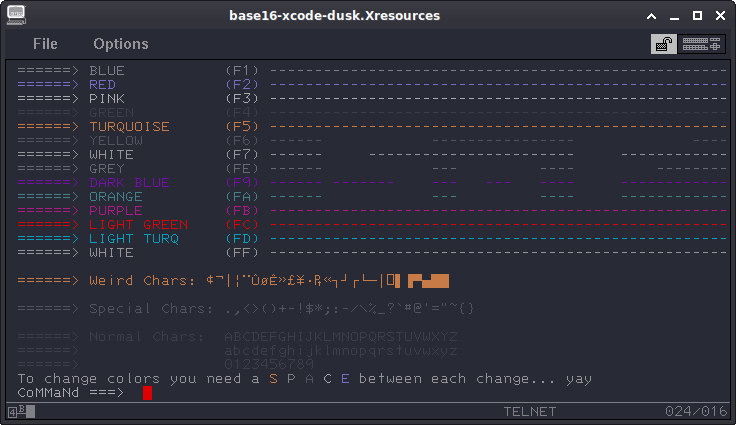 base16-xcode-dusk.Xresources
File Options
======> BLUE (F1) ---------------------------------------------------
======> RED (F2) ---------------------------------------------------
======> PINK (F3) ---------------------------------------------------
======> GREEN (F4) ---------------------------------------------------
======> TURQUOISE (F5) ---------------------------------------------------
======> YELLOW (F6) ------ --------------- ----
======> WHITE (F7) ------ ------------ ------------
======> GREY (FE) ------ --- ------------- ------------
======> DARK BLUE (F9) ------ ------- --- --- ---- ------------
======> ORANGE (FA) ------ --- ------------- ------------
======> PURPLE (FB) ---------------------------------------------------
======> LIGHT GREEN (FC) ---------------------------------------------------
======> LIGHT TURQ (FD) ---------------------------------------------------
======> WHITE (FF)
======> Weird Chars: ¢¬|¦¨ÛøÊ»£¥·₧«┐┘┌└─│
======> Special Chars: .,<>()+-!$*;:-/\%_?`#@'="~{}
======> Normal Chars: ABCDEFGHIJKLMNOPQRSTUVWXYZ
======> abcdefghijklmnopqrstuvwxyz
======> 0123456789
To change colors you need a S P A C E between each change... yay
CoMMaNd ===>
4B TELNET 024/016